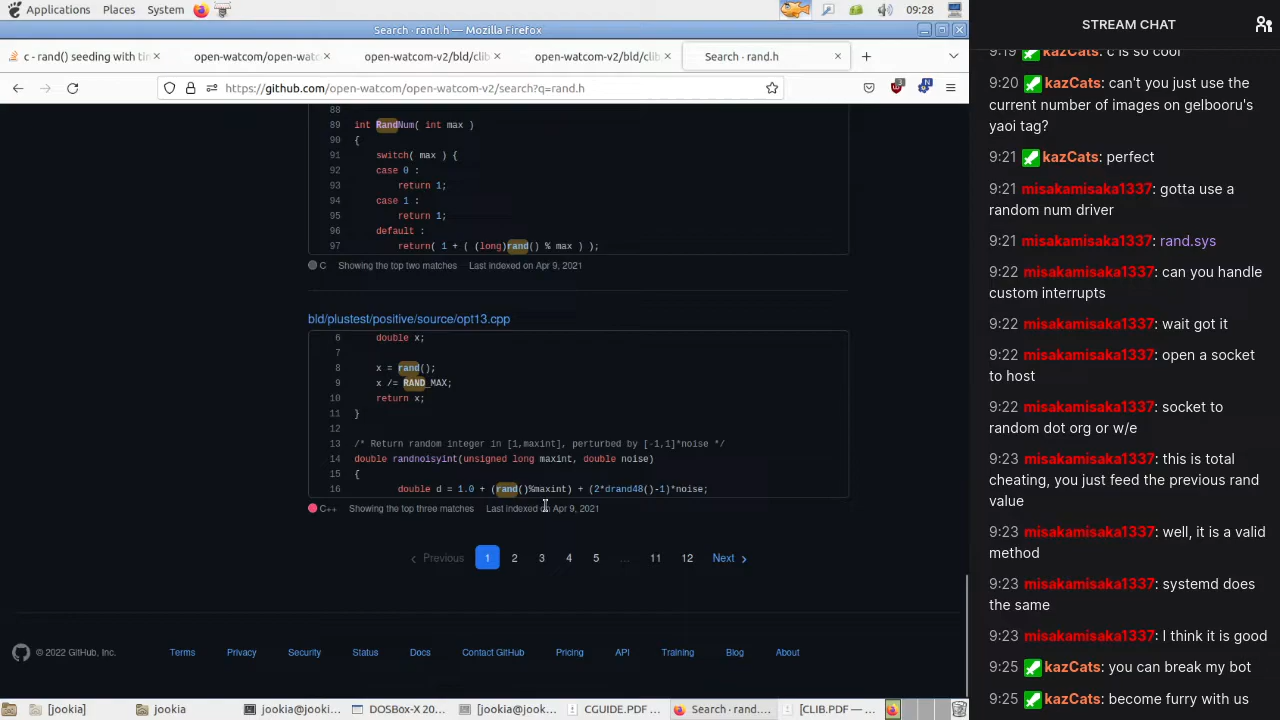 Applications Places System 09:28
Search · rand.h — Mozilla Firefox
c - rand() seeding with tin
open-watcom/open-watc
open-watcom-v2/bld/clib
open-watcom-v2/bld/clib
Search · rand.h
https://github.com/open-watcom/open-watcom-v2/search?q=rand.h
88
89 int RandNum( int max )
90 {
91 switch( max ) {
92 case 0 :
93 return 1;
94 case 1 :
95 return 1;
96 default :
97 return( 1 + ( (long)rand() % max ) );
C Showing the top two matches Last indexed on Apr 9, 2021
bld/plustest/positive/source/opt13.cpp
6 double x;
7
8 x = rand();
9 x /= RAND_MAX;
10 return x;
11 }
12
13 /* Return random integer in [1,maxint], perturbed by [-1,1]*noise */
14 double randnoisyint(unsigned long maxint, double noise)
15 {
16 double d = 1.0 + (rand()%maxint) + (2*drand48()-1)*noise;
C++ Showing the top three matches Last indexed on Apr 9, 2021
Previous 1 2 3 4 5 … 11 12 Next
© 2022 GitHub, Inc. Terms Privacy Security Status Docs Contact GitHub Pricing API Training Blog About
[jookia] jookia jookia@jook... DOSBox-X 20... [jookia@jook... CGUIDE.PDF ... Search · rand.... [CLIB.PDF —...
STREAM CHAT
9:19 kazCats: c is so cool
9:20 kazCats: can't you just use the
current number of images on gelbooru's
yaoi tag?
9:21 kazCats: perfect
9:21 misakamisaka1337: gotta use a
random num driver
9:21 misakamisaka1337: rand.sys
9:22 misakamisaka1337: can you handle
custom interrupts
9:22 misakamisaka1337: wait got it
9:22 misakamisaka1337: open a socket
to host
9:22 misakamisaka1337: socket to
random dot org or w/e
9:23 misakamisaka1337: this is total
cheating, you just feed the previous rand
value
9:23 misakamisaka1337: well, it is a valid
method
9:23 misakamisaka1337: systemd does
the same
9:23 misakamisaka1337: I think it is good
9:25 kazCats: you can break my bot
9:25 kazCats: become furry with us